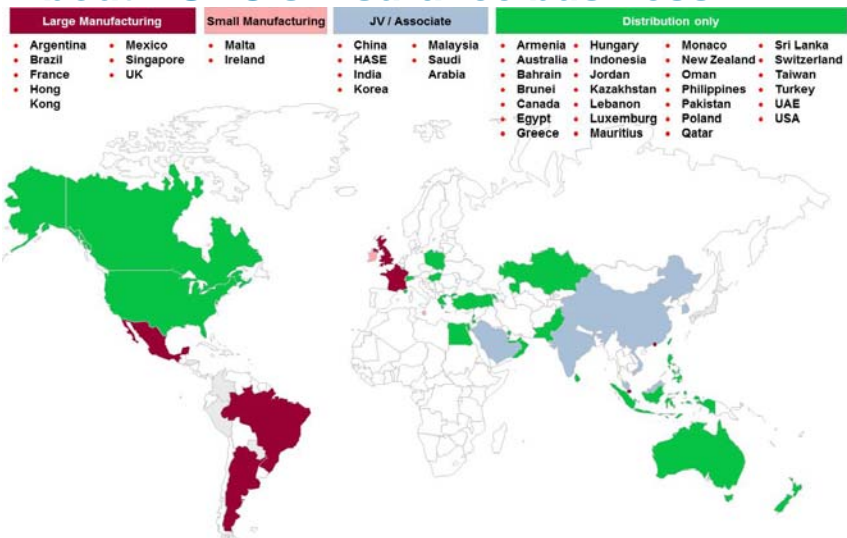 Large Manufacturing
• Argentina
• Brazil
• France
• Hong
Kong
• Mexico
• Singapore
• UK
Small Manufacturing
• Malta
• Ireland
JV / Associate
• China
• HASE
• India
• Korea
• Malaysia
• Saudi
Arabia
Distribution only
• Armenia
• Australia
• Bahrain
• Brunei
• Canada
• Egypt
• Greece
• Hungary
• Indonesia
• Jordan
• Kazakhstan
• Lebanon
• Luxemburg
• Mauritius
• Monaco
• New Zealand
• Oman
• Philippines
• Pakistan
• Poland
• Qatar
• Sri Lanka
• Switzerland
• Taiwan
• Turkey
• UAE
• USA